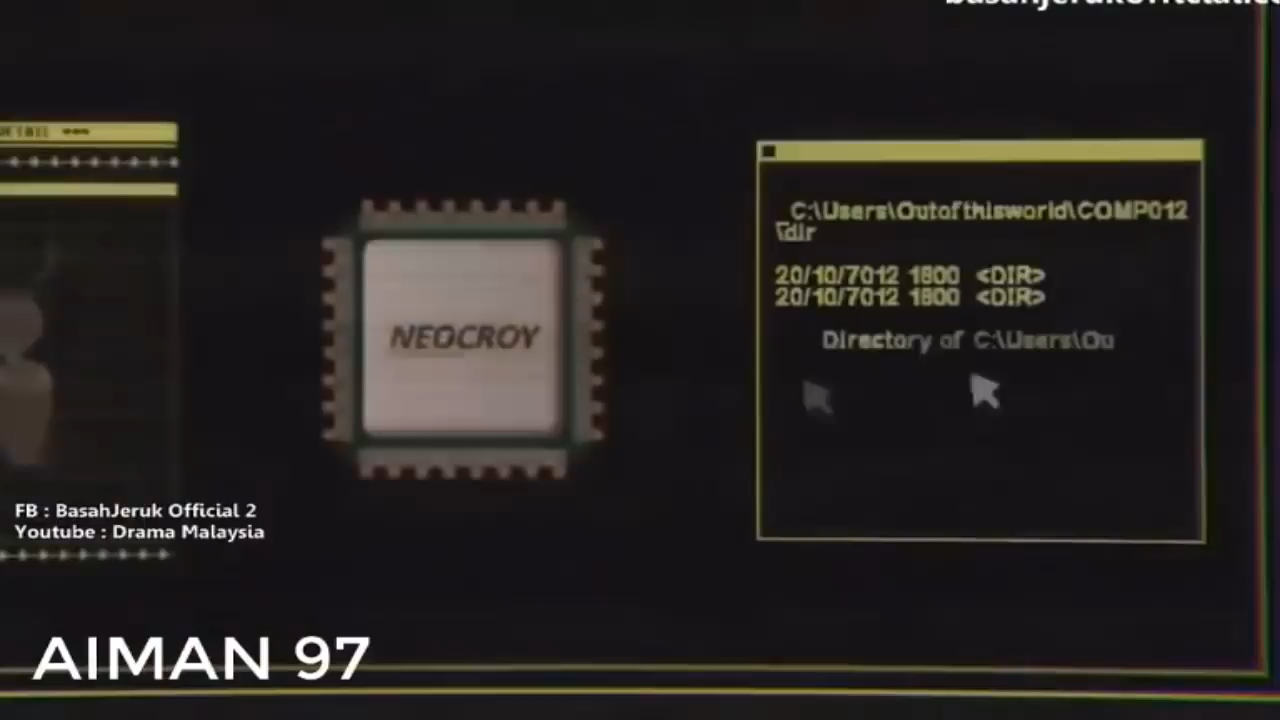 NEOCROY
C:\Users\Outofthisworld\COMP012
\dir
20/10/7012 1800 <DIR>
20/10/7012 1800 <DIR>
Directory of C:\Users\Ou
FB : BasahJeruk Official 2
Youtube : Drama Malaysia
AIMAN 97